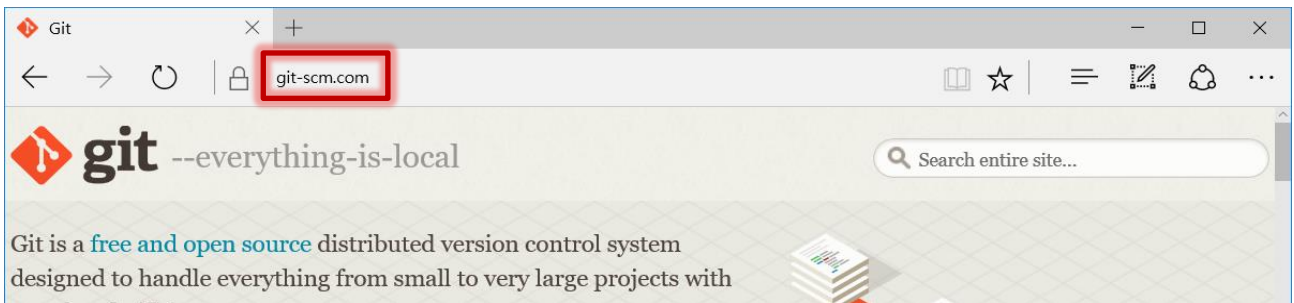 Git
git-scm.com
git --everything-is-local
Search entire site...
Git is a free and open source distributed version control system
designed to handle everything from small to very large projects with